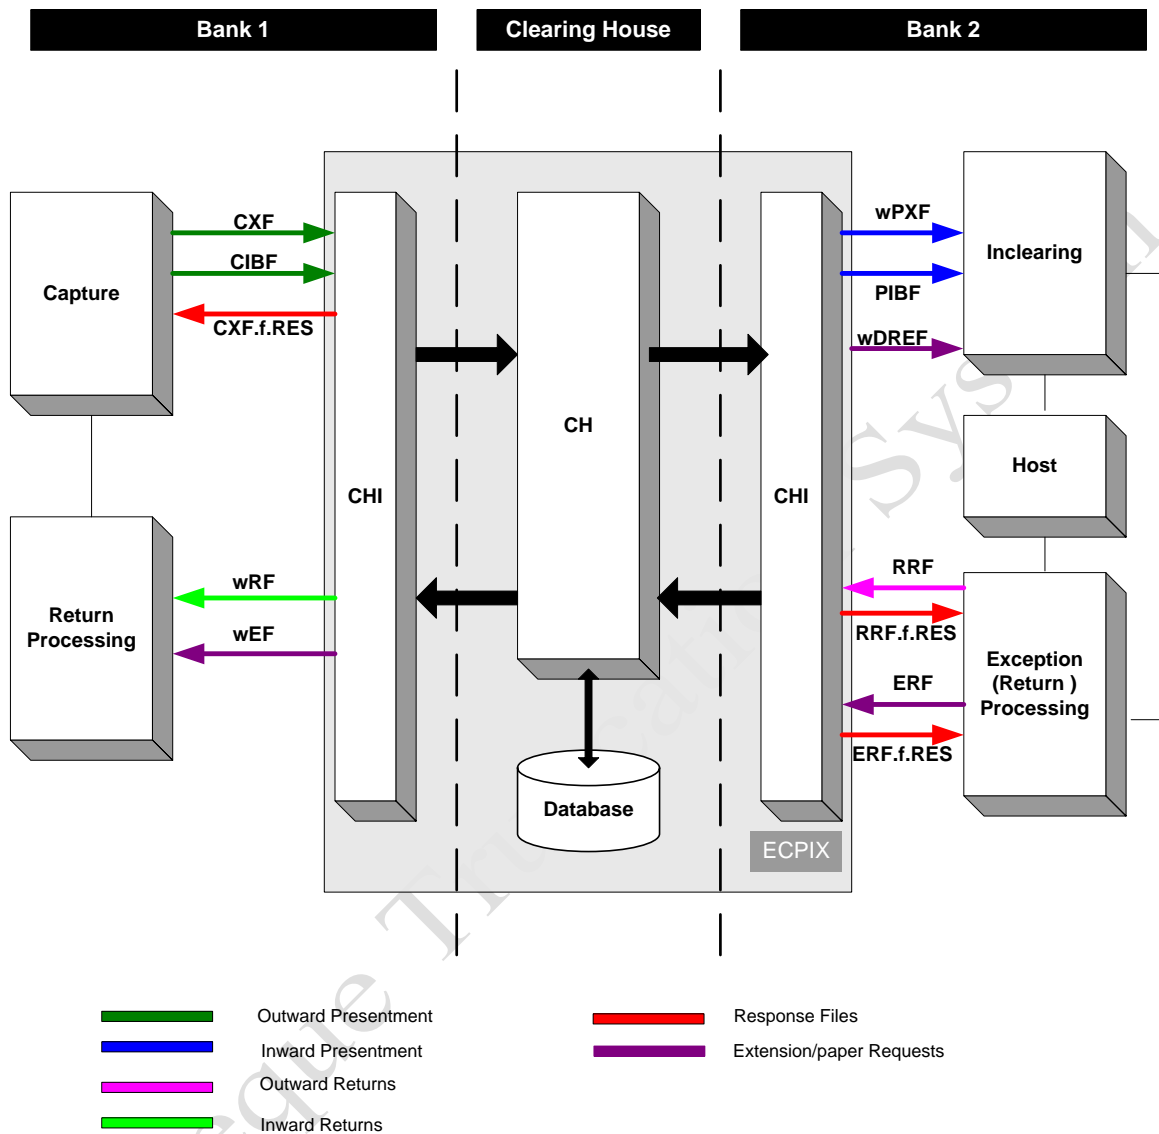 Bank 1
Clearing House
Bank 2
CXF
CIBF
CXF.f.RES
Capture
CHI
CH
CHI
wPXF
PIBF
wDREF
Inclearing
Host
wRF
wEF
Return
Processing
RRF
RRF.f.RES
ERF
ERF.f.RES
Exception
(Return )
Processing
Database
ECPIX
Outward Presentment
Inward Presentment
Outward Returns
Inward Returns
Response Files
Extension/paper Requests